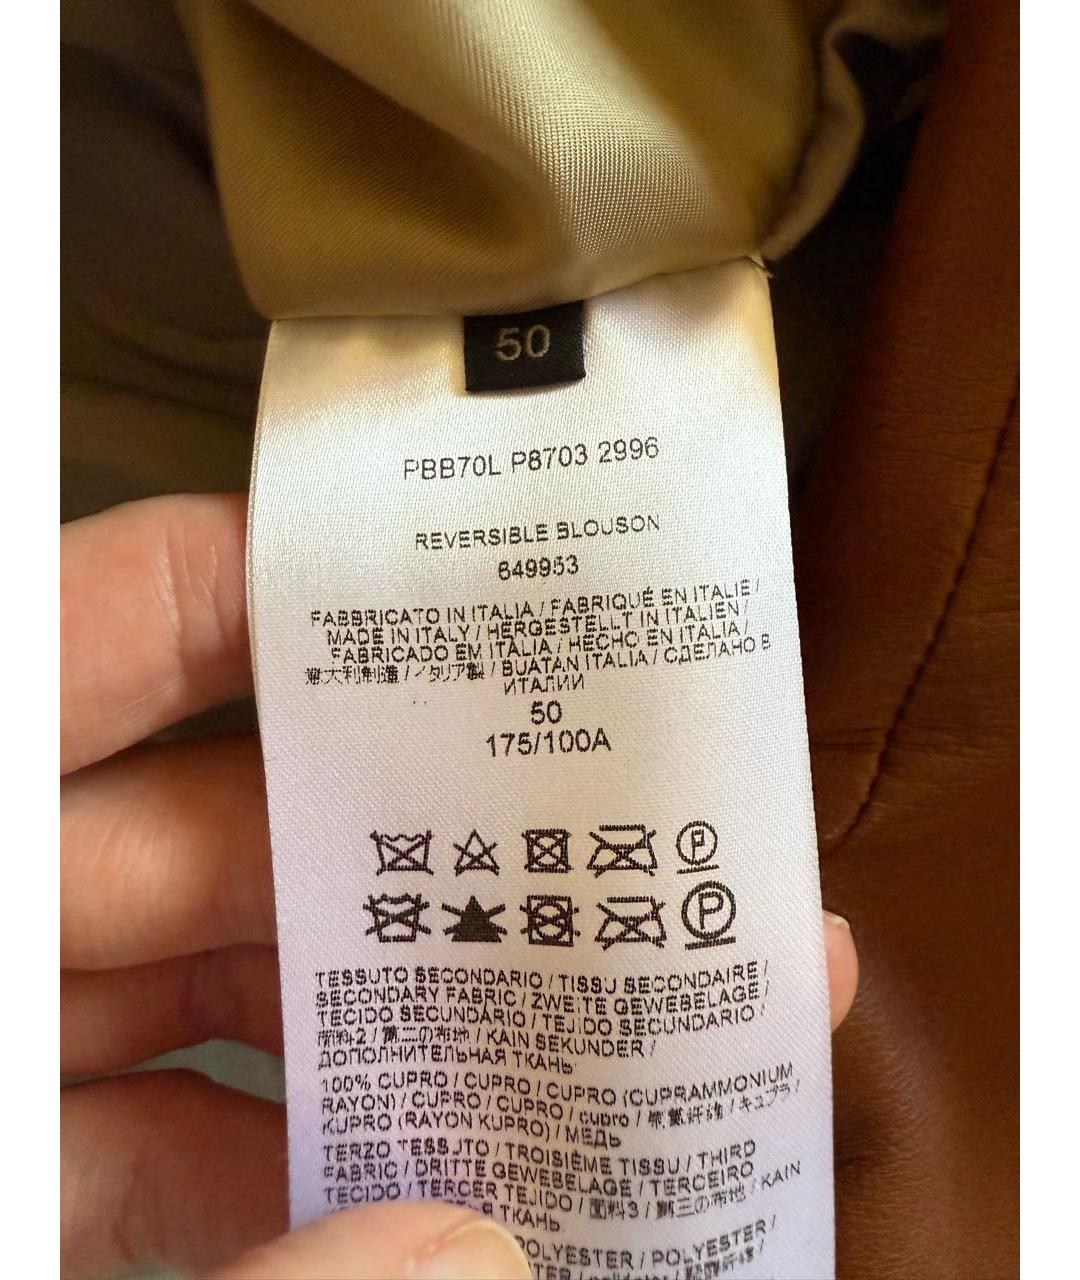 50
PBB70L P8703 2996
REVERSIBLE BLOUSON
649953
FABBRICATO IN ITALIA / FABRIQUÉ EN ITALIE /
MADE IN ITALY / HERGESTELLT IN ITALIEN /
FABRICADO EM ITALIA / HECHO EN ITALIA /
意大利制造 / イタリア製 / BUATAN ITALIA / СДЕЛАНО В
ИТАЛИИ
50
175/100A
P
P
TESSUTO SECONDARIO / TISSU SECONDAIRE /
SECONDARY FABRIC / ZWEITE GEWEBELAGE /
TECIDO SECUNDÁRIO / TEJIDO SECUNDARIO /
面料2 / 第二の布地 / KAIN SEKUNDER /
ДОПОЛНИТЕЛЬНАЯ ТКАНЬ
100% CUPRO / CUPRO / CUPRO (CUPRAMMONIUM
RAYON) / CUPRO / CUPRO / cupro / 铜氨纤维 / キュプラ /
KUPRO (RAYON KUPRO) / МЕДЬ
TERZO TESSUTO / TROISIÈME TISSU / THIRD
FABRIC / DRITTE GEWEBELAGE / TERCEIRO
TECIDO / TERCER TEJIDO / 面料3 / 第三の布地 / KAIN
ТКАНЬ
POLYESTER / POLYESTER /